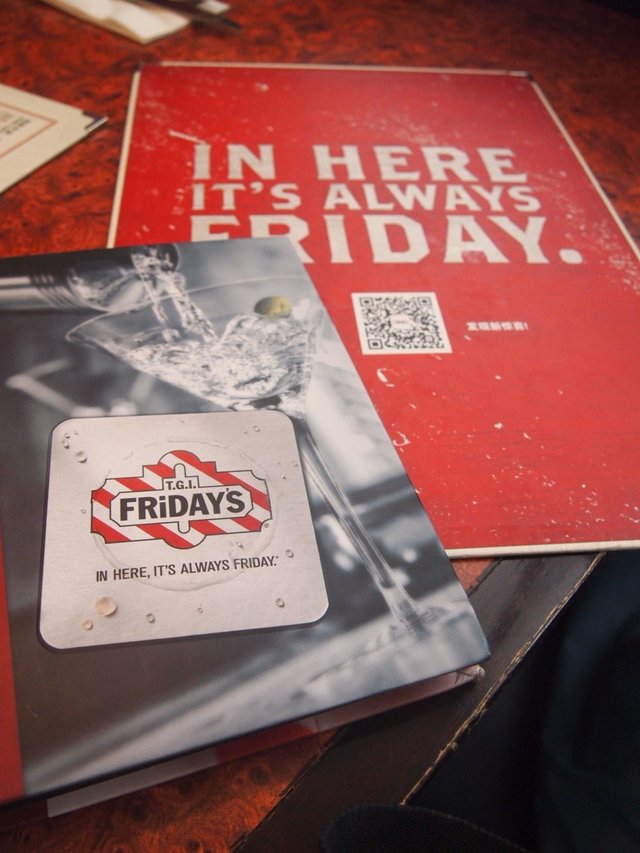 IN HERE
IT'S ALWAYS
FRIDAY.
发现新惊喜!
T.G.I.
FRiDAY'S
IN HERE, IT'S ALWAYS FRIDAY.